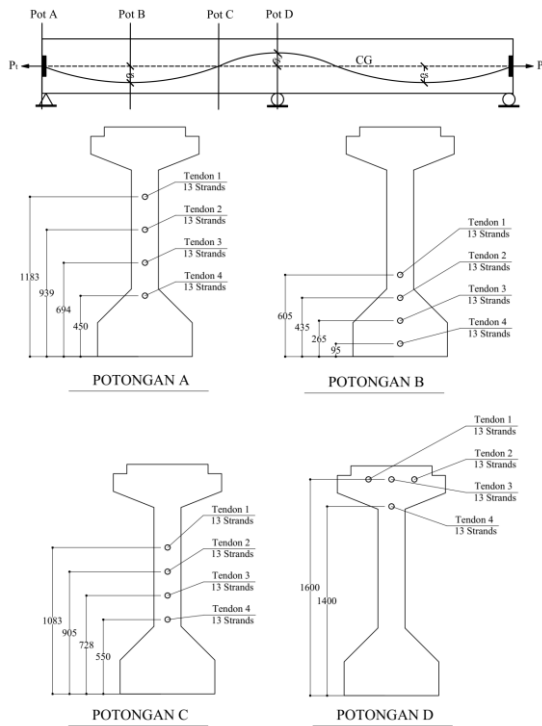 Pot A
Pot B
Pot C
Pot D
P₁
es
es
es
CG
P
Tendon 1
13 Strands
Tendon 2
13 Strands
Tendon 3
13 Strands
Tendon 4
13 Strands
1183
939
694
450
POTONGAN A
Tendon 1
13 Strands
Tendon 2
13 Strands
Tendon 3
13 Strands
Tendon 4
13 Strands
605
435
265
95
POTONGAN B
Tendon 1
13 Strands
Tendon 2
13 Strands
Tendon 3
13 Strands
Tendon 4
13 Strands
1083
905
728
550
POTONGAN C
Tendon 1
13 Strands
Tendon 2
13 Strands
Tendon 3
13 Strands
Tendon 4
13 Strands
1600
1400
POTONGAN D